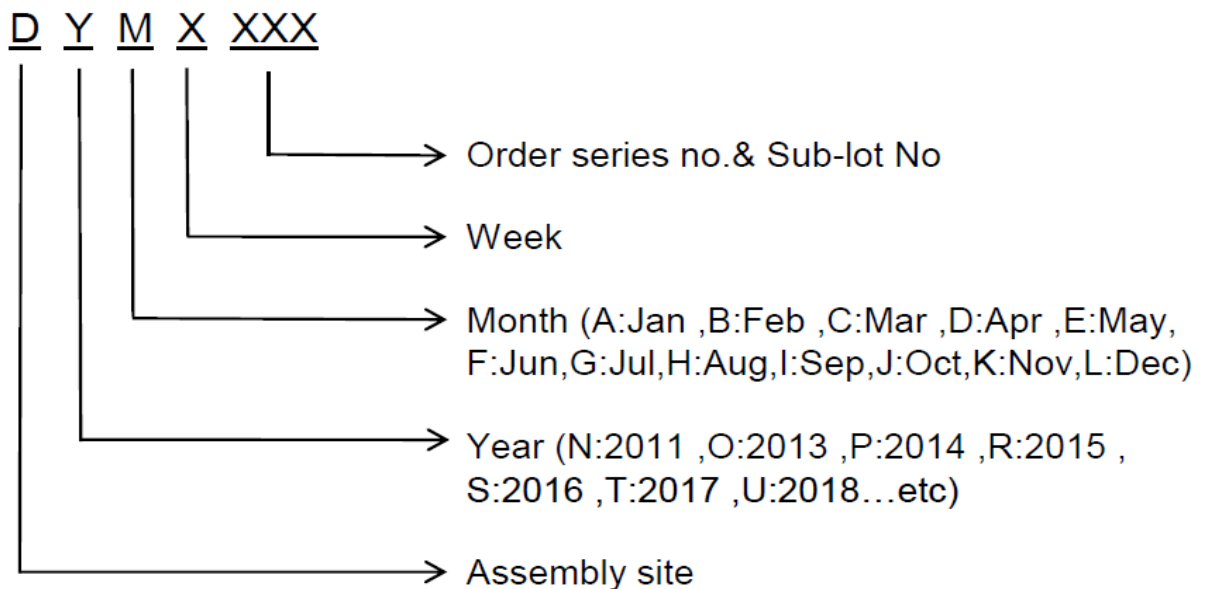 D Y M X XXX
Order series no.& Sub-lot No
Week
Month (A:Jan ,B:Feb ,C:Mar ,D:Apr ,E:May,
F:Jun,G:Jul,H:Aug,I:Sep,J:Oct,K:Nov,L:Dec)
Year (N:2011 ,O:2013 ,P:2014 ,R:2015 ,
S:2016 ,T:2017 ,U:2018...etc)
Assembly site